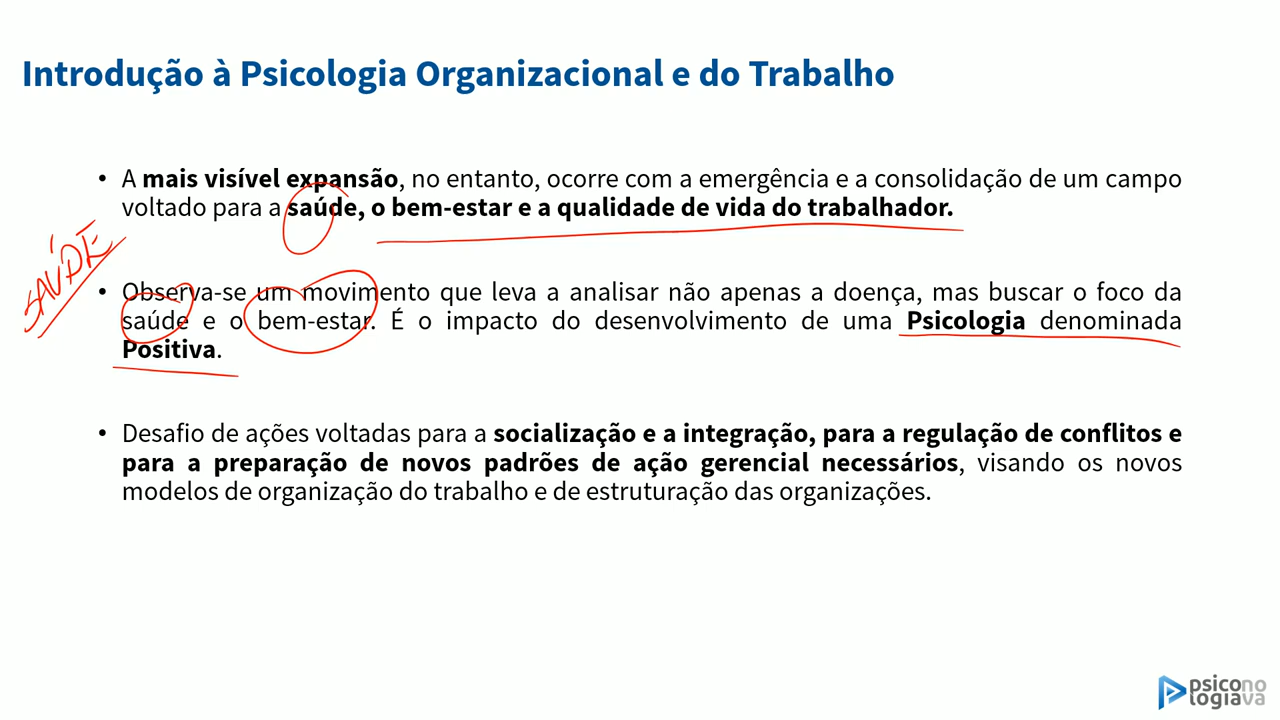 Introdução à Psicologia Organizacional e do Trabalho
• A mais visível expansão, no entanto, ocorre com a emergência e a consolidação de um campo
voltado para a saúde, o bem-estar e a qualidade de vida do trabalhador.
SAÚDE
• Observa-se um movimento que leva a analisar não apenas a doença, mas buscar o foco da
saúde e o bem-estar. É o impacto do desenvolvimento de uma Psicologia denominada
Positiva.
• Desafio de ações voltadas para a socialização e a integração, para a regulação de conflitos e
para a preparação de novos padrões de ação gerencial necessários, visando os novos
modelos de organização do trabalho e de estruturação das organizações.
psicono
logiava